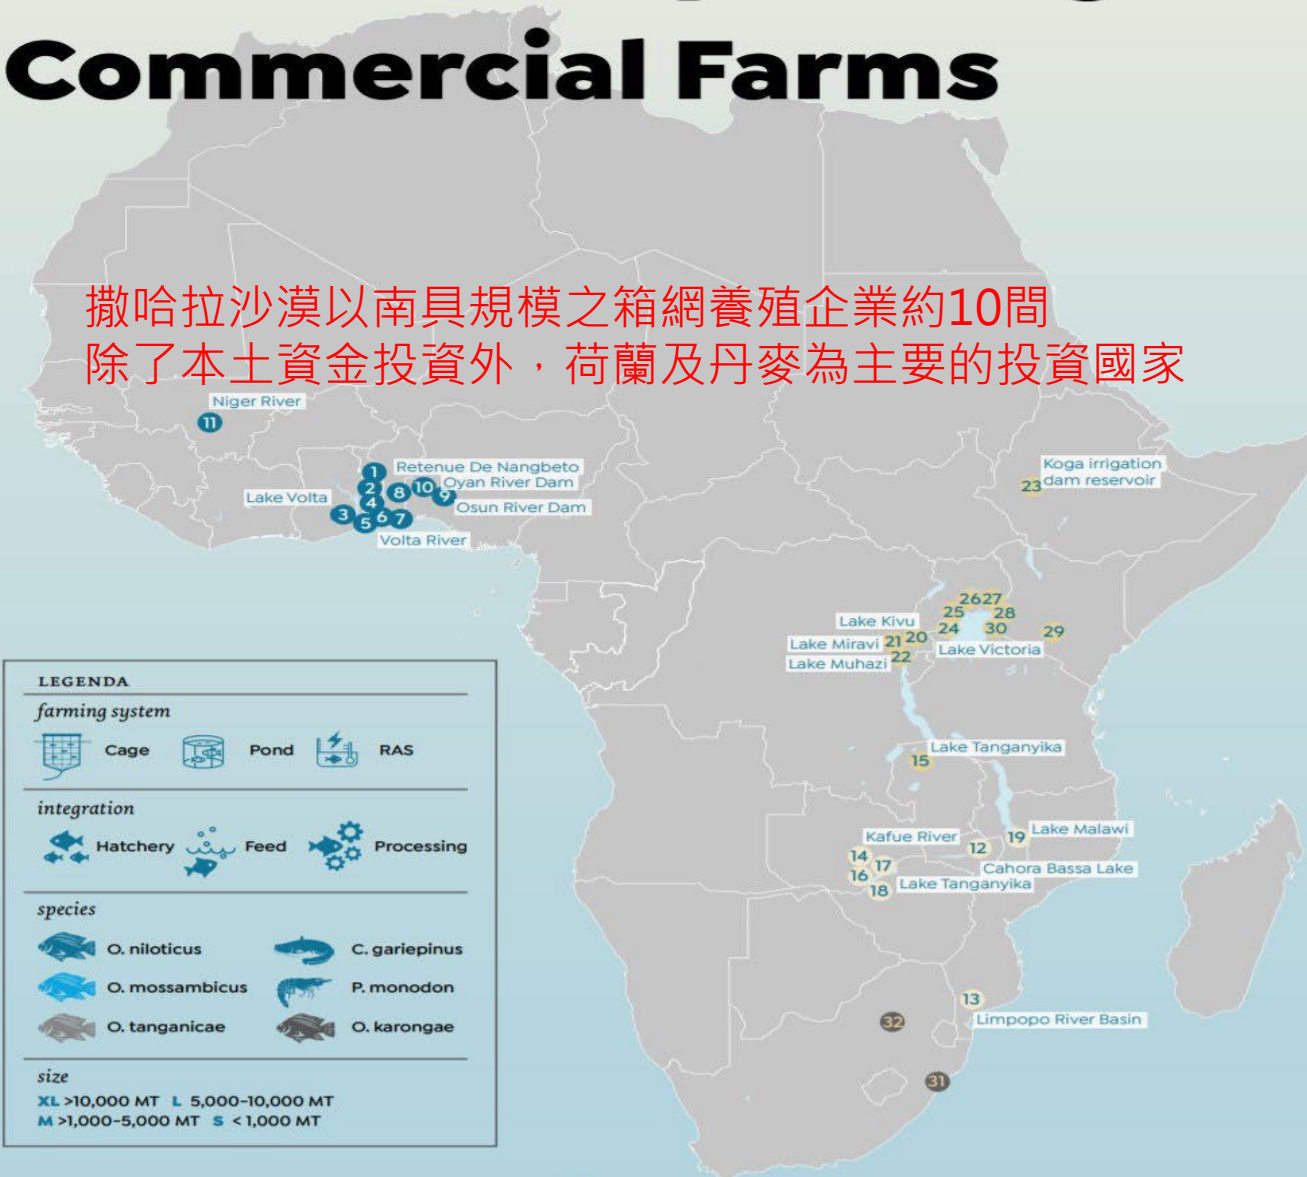 Commercial Farms
撒哈拉沙漠以南具規模之箱網養殖企業約10間
除了本土資金投資外，荷蘭及丹麥為主要的投資國家
Niger River
11
1
Retenue De Nangbeto
2
8
10
Oyan River Dam
9
Lake Volta
4
Osun River Dam
3
5
6
7
Volta River
Koga irrigation
23
dam reservoir
26
27
25
28
Lake Kivu
24
30
29
Lake Miravi
21
20
Lake Victoria
Lake Muhazi
22
Lake Tanganyika
15
Kafue River
19
Lake Malawi
14
17
12
16
Cahora Bassa Lake
18
Lake Tanganyika
13
Limpopo River Basin
32
31
LEGENDA
farming system
Cage
Pond
RAS
integration
Hatchery
Feed
Processing
species
O. niloticus
C. gariepinus
O. mossambicus
P. monodon
O. tanganicae
O. karongae
size
XL >10,000 MT L 5,000-10,000 MT
M >1,000-5,000 MT S < 1,000 MT